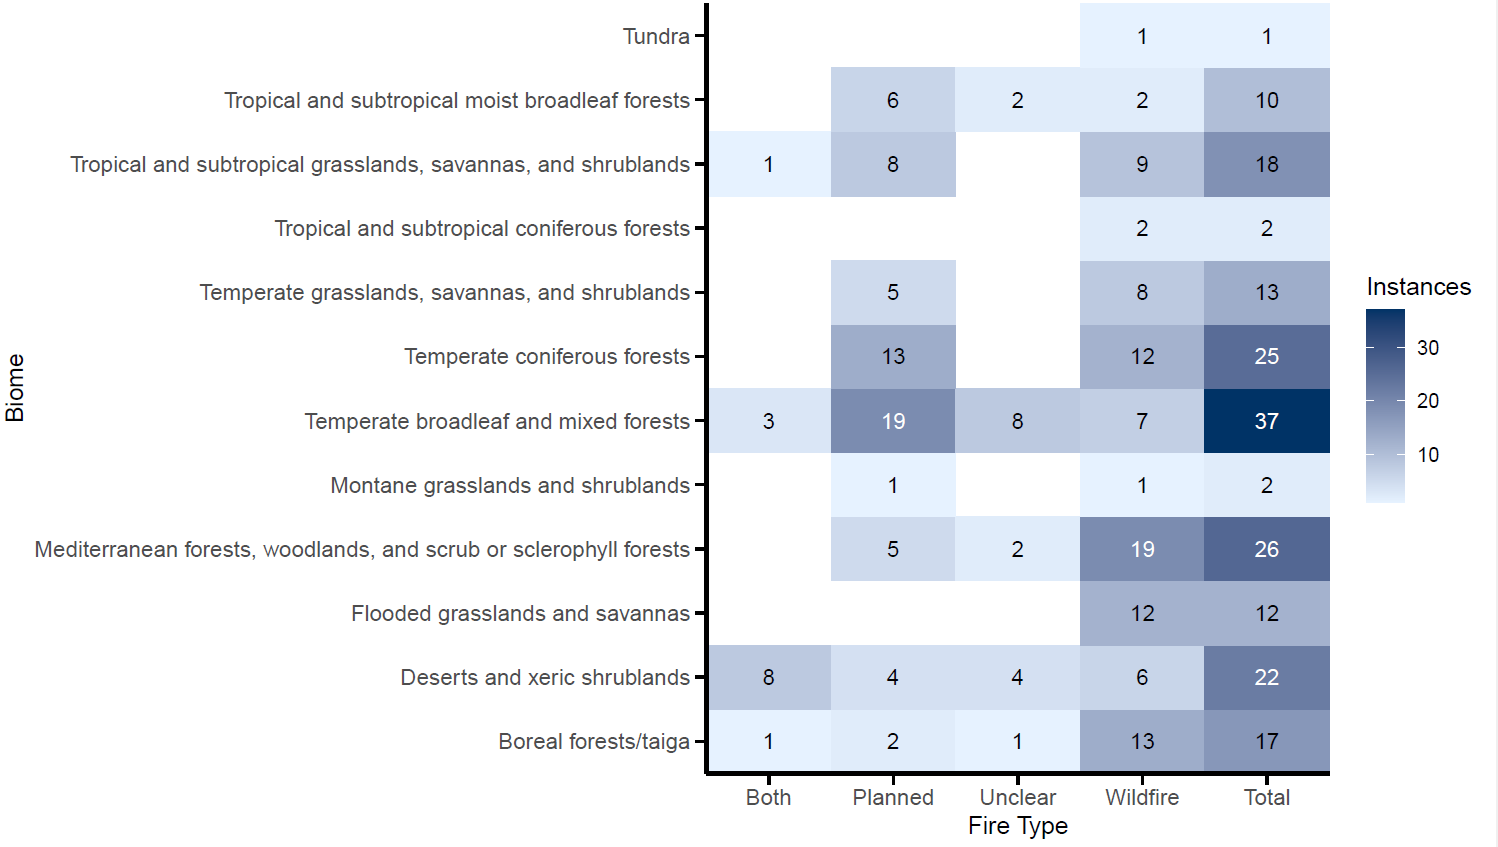 Tundra 1 1
Tropical and subtropical moist broadleaf forests 6 2 2 10
Tropical and subtropical grasslands, savannas, and shrublands 1 8 9 18
Tropical and subtropical coniferous forests 2 2
Temperate grasslands, savannas, and shrublands 5 8 13
Temperate coniferous forests 13 12 25
Temperate broadleaf and mixed forests 3 19 8 7 37
Montane grasslands and shrublands 1 1 2
Mediterranean forests, woodlands, and scrub or sclerophyll forests 5 2 19 26
Flooded grasslands and savannas 12 12
Deserts and xeric shrublands 8 4 4 6 22
Boreal forests/taiga 1 2 1 13 17
Both Planned Unclear Wildfire Total
Fire Type
Biome
Instances
30
20
10